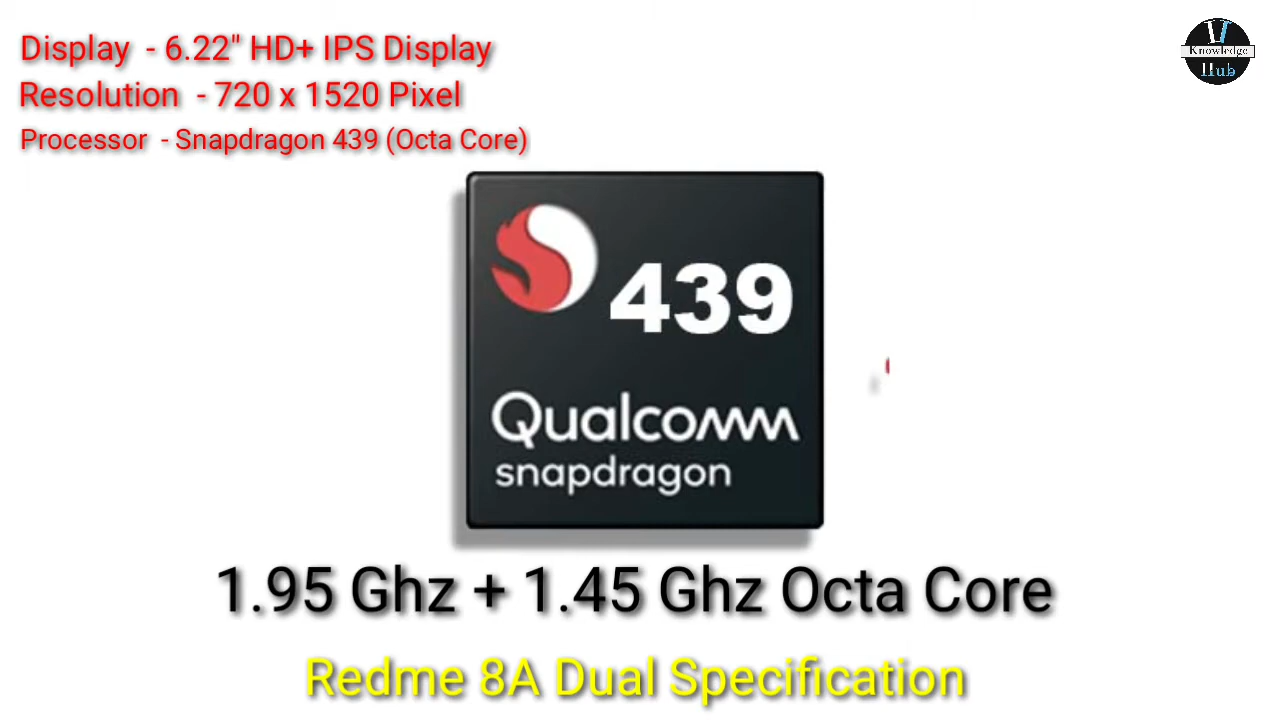 Display - 6.22" HD+ IPS Display
Resolution - 720 x 1520 Pixel
Processor - Snapdragon 439 (Octa Core)
Knowledge
Hub
439
Qualcomm
snapdragon
1.95 Ghz + 1.45 Ghz Octa Core
Redme 8A Dual Specification